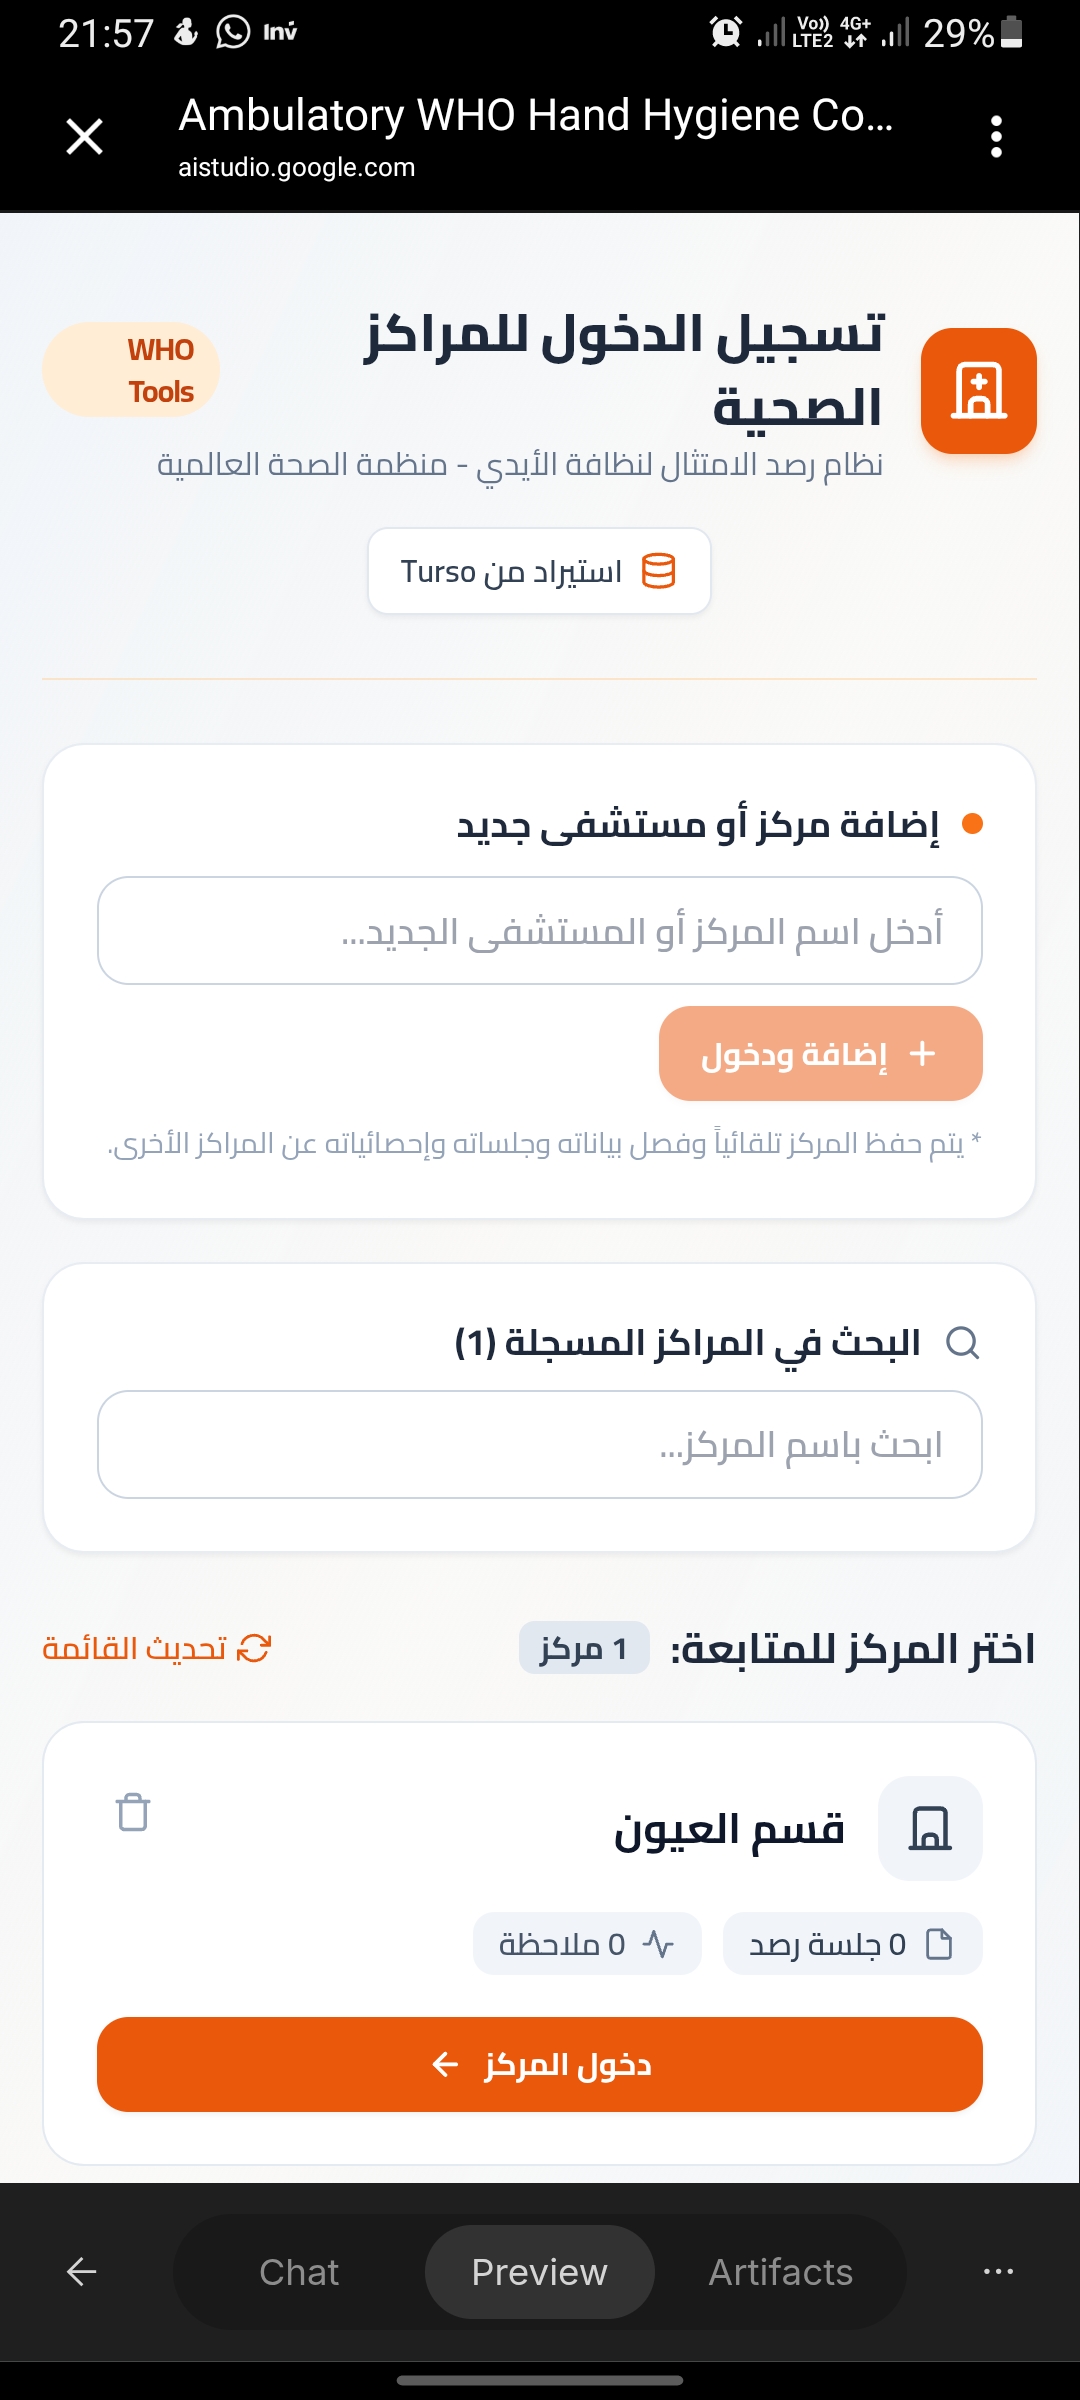 21:57
Inv
Vo))
LTE2
4G+
29%
Ambulatory WHO Hand Hygiene Co...
aistudio.google.com
تسجيل الدخول للمراكز
الصحية
WHO
Tools
نظام رصد الامتثال لنظافة الأيدي - منظمة الصحة العالمية
استيراد من Turso
إضافة مركز أو مستشفى جديد
أدخل اسم المركز أو المستشفى الجديد...
إضافة ودخول
* يتم حفظ المركز تلقائياً وفصل بياناته وجلساته وإحصائياته عن المراكز الأخرى.
البحث في المراكز المسجلة (1)
ابحث باسم المركز...
اختر المركز للمتابعة: 1 مركز
تحديث القائمة
قسم العيون
0 جلسة رصد
0 ملاحظة
دخول المركز
Chat
Preview
Artifacts